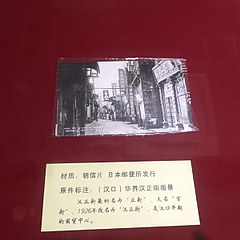 材质：明信片 日本邮便所发行
原件标注：（汉口）华界汉正街街景
汉正街最初名为“正街”，又名“官
街”，1926年改名为“汉正街”，是汉口早期
的商贸中心。